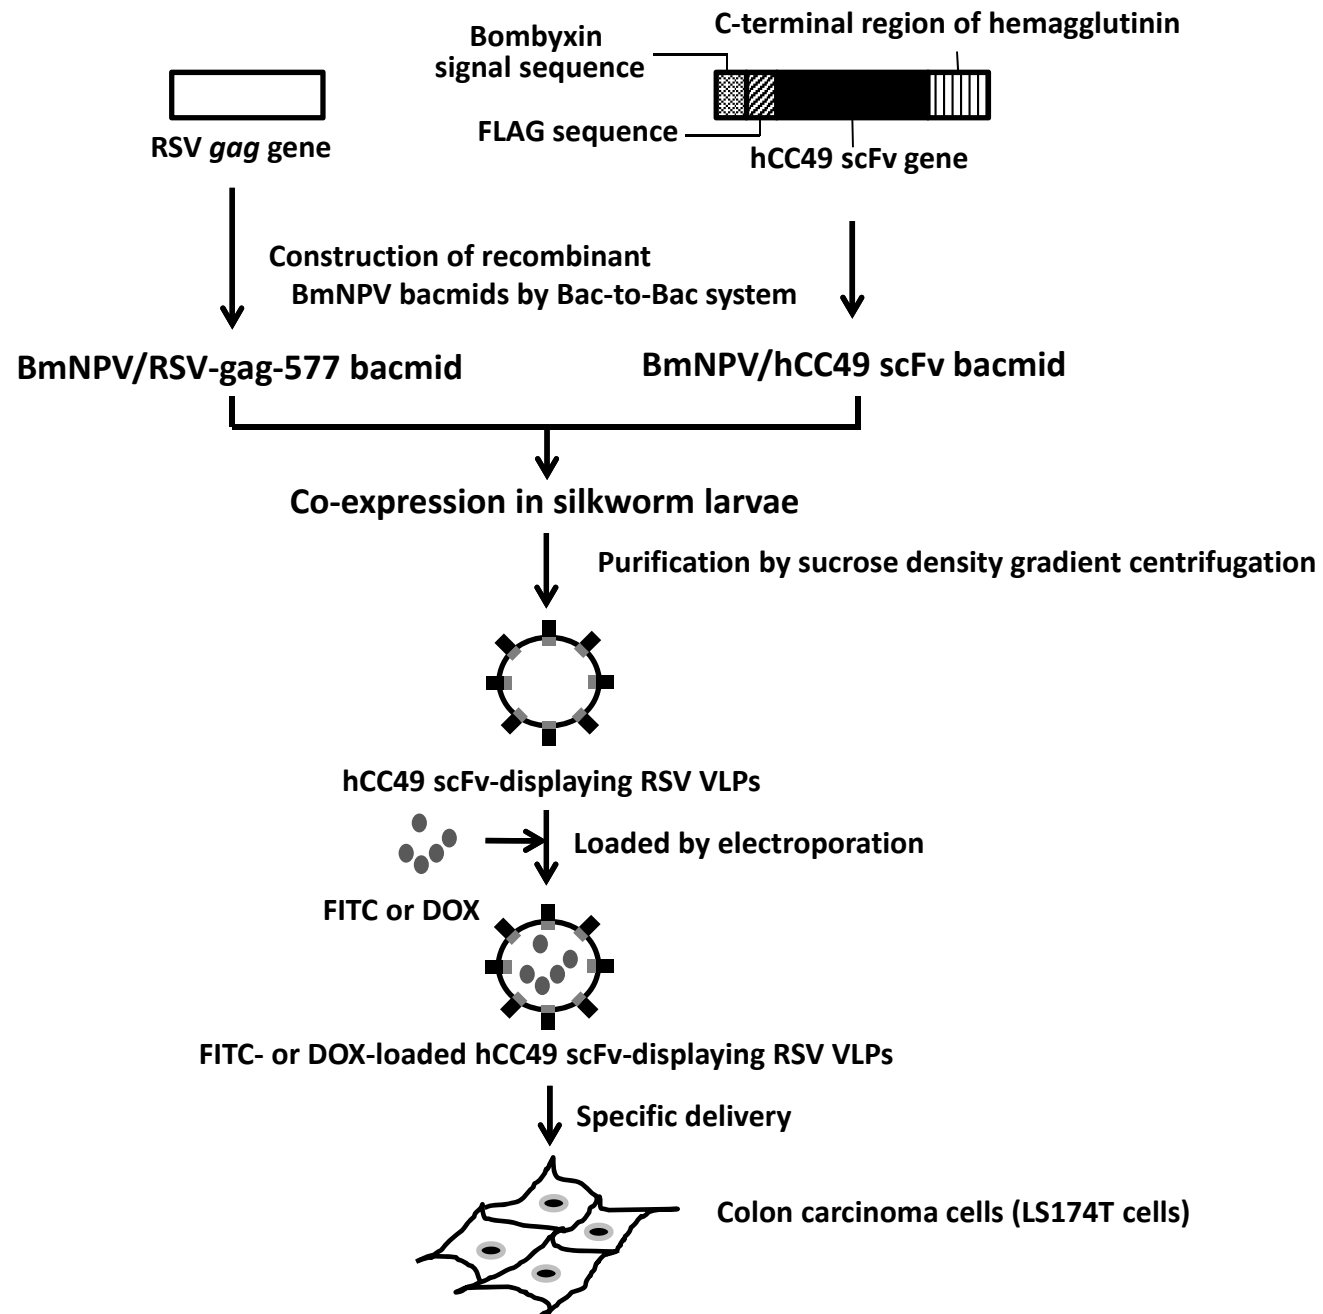 C-terminal region of hemagglutinin
Bombyxin
signal sequence
FLAG sequence
RSV gag gene
hCC49 scFv gene
Construction of recombinant
BmNPV bacmids by Bac-to-Bac system
BmNPV/RSV-gag-577 bacmid
BmNPV/hCC49 scFv bacmid
Co-expression in silkworm larvae
Purification by sucrose density gradient centrifugation
hCC49 scFv-displaying RSV VLPs
Loaded by electroporation
FITC or DOX
FITC- or DOX-loaded hCC49 scFv-displaying RSV VLPs
Specific delivery
Colon carcinoma cells (LS174T cells)